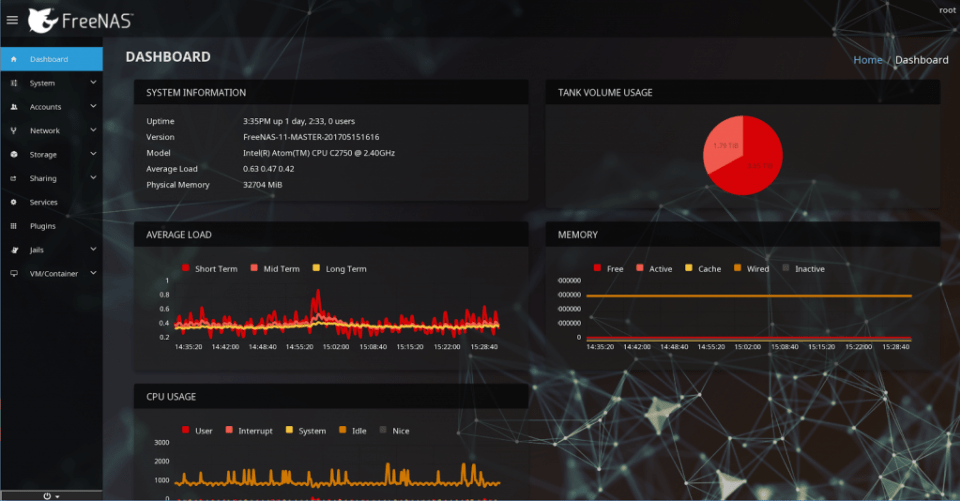 FreeNAS
root
Dashboard
System
Accounts
Network
Storage
Sharing
Services
Plugins
Jails
VM/Container
DASHBOARD
Home / Dashboard
SYSTEM INFORMATION
Uptime 3:35PM up 1 day, 2:33, 0 users
Version FreeNAS-11-MASTER-201705151616
Model Intel(R) Atom(TM) CPU C2750 @ 2.40GHz
Average Load 0.63 0.47 0.42
Physical Memory 32704 MiB
TANK VOLUME USAGE
1.79 TiB
AVERAGE LOAD
Short Term Mid Term Long Term
1
0.8
0.6
0.4
0.2
14:35:20 14:42:00 14:48:40 14:55:20 15:02:00 15:08:40 15:15:20 15:22:00 15:28:40
MEMORY
Free Active Cache Wired Inactive
000000
000000
000000
000000
0
14:35:20 14:42:00 14:48:40 14:55:20 15:02:00 15:08:40 15:15:20 15:22:00 15:28:40
CPU USAGE
User Interrupt System Idle Nice
3000
2000
1000
0